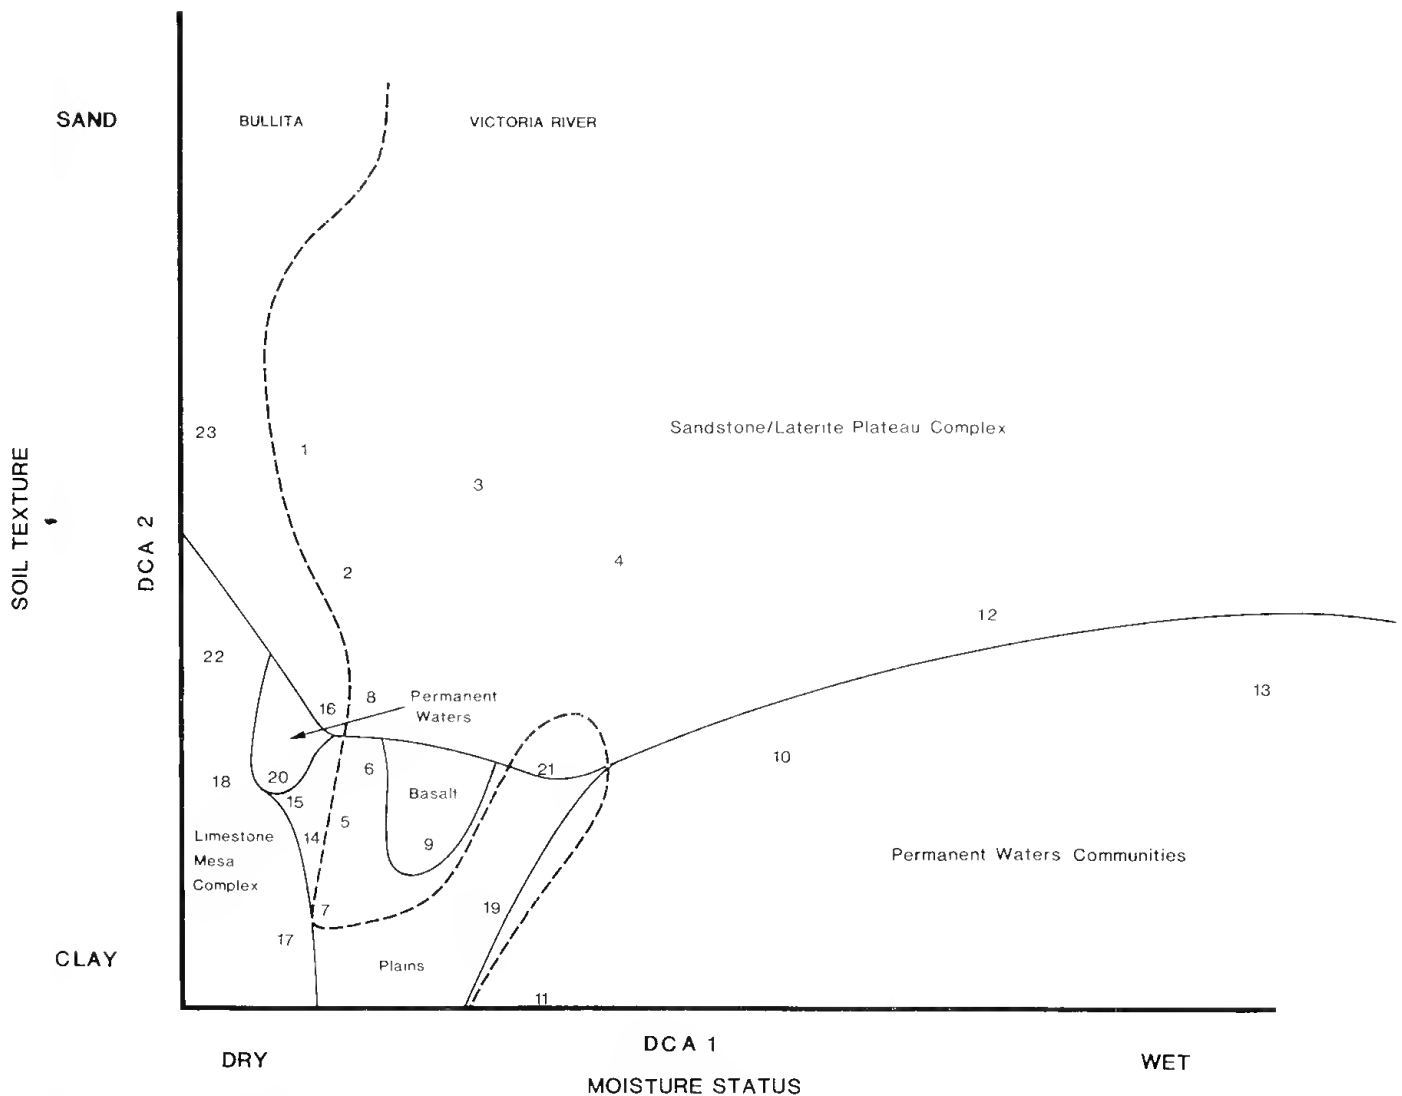 SAND
BULLITA
VICTORIA RIVER
23
1
Sandstone/Laterite Plateau Complex
3
SOIL TEXTURE
DCA 2
4
2
12
22
13
16
8
Permanent
Waters
10
18
20
6
21
15
Basalt
5
14
9
Limestone
Mesa
Complex
Permanent Waters Communities
7
19
17
CLAY
Plains
11
DCA 1
DRY
WET
MOISTURE STATUS